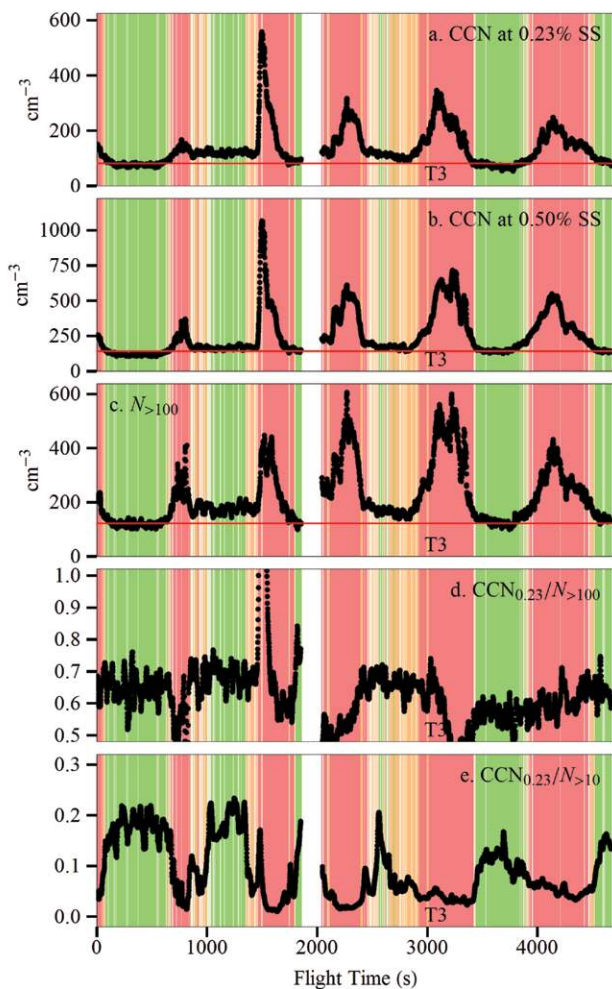 a. CCN at 0.23% SS
600
400
200
0
cm⁻³
T3
b. CCN at 0.50% SS
1000
750
500
250
0
cm⁻³
T3
c. N>100
600
400
200
0
cm⁻³
T3
d. CCN0.23/N>100
1.0
0.9
0.8
0.7
0.6
0.5
T3
e. CCN0.23/N>10
0.3
0.2
0.1
0.0
T3
0 1000 2000 3000 4000
Flight Time (s)